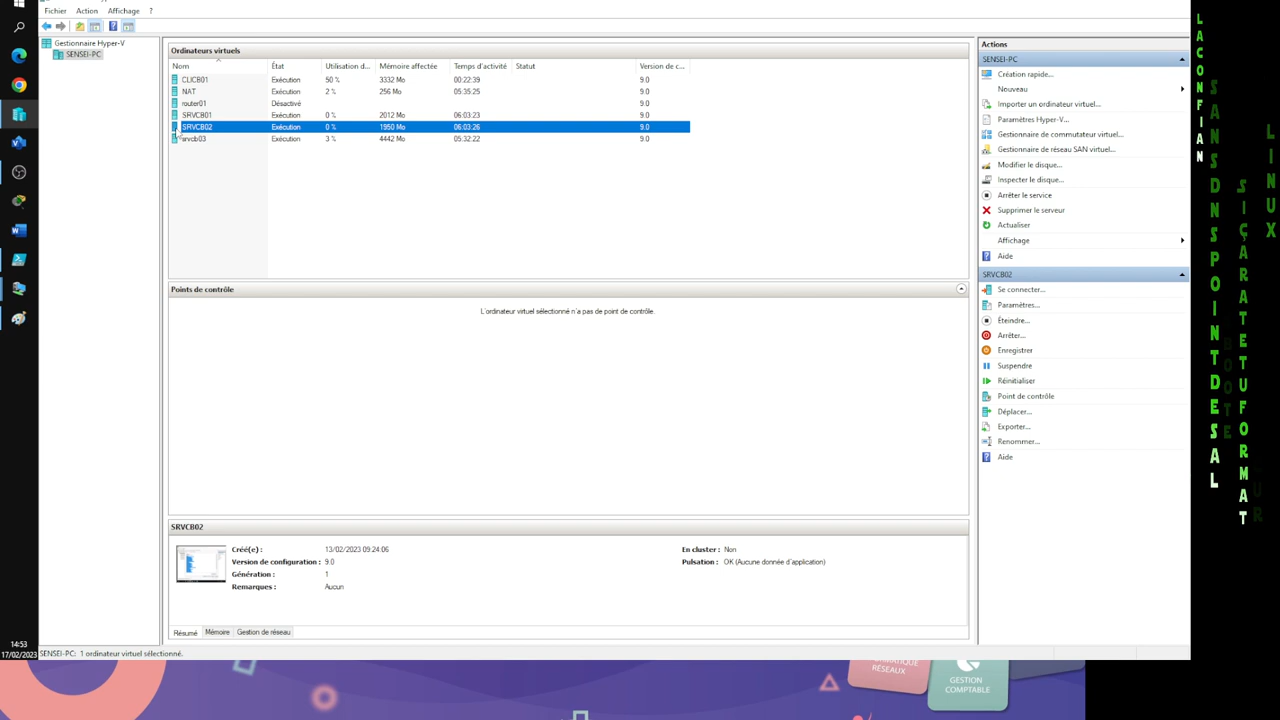 Fichier Action Affichage ?
Gestionnaire Hyper-V
SENSEI-PC
Ordinateurs virtuels
Nom État Utilisation d... Mémoire affectée Temps d'activité Statut Version de c...
CLICB01 Exécution 50 % 3332 Mo 00:22:39 9.0
NAT Exécution 2 % 256 Mo 05:35:25 9.0
router01 Désactivé 9.0
SRVCB01 Exécution 0 % 2012 Mo 06:03:23 9.0
SRVCB02 Exécution 0 % 1950 Mo 06:03:26 9.0
srvcb03 Exécution 3 % 4442 Mo 05:32:22 9.0
Points de contrôle
L'ordinateur virtuel sélectionné n'a pas de point de contrôle.
SRVCB02
Créé(e) : 13/02/2023 09:24:06
Version de configuration : 9.0
Génération : 1
Remarques : Aucun
En cluster : Non
Pulsation : OK (Aucune donnée d'application)
Résumé Mémoire Gestion de réseau
Actions
SENSEI-PC
Création rapide...
Nouveau
Importer un ordinateur virtuel...
Paramètres Hyper-V...
Gestionnaire de commutateur virtuel...
Gestionnaire de réseau SAN virtuel...
Modifier le disque...
Inspecter le disque...
Arrêter le service
Supprimer le serveur
Actualiser
Affichage
Aide
SRVCB02
Se connecter...
Paramètres...
Éteindre...
Arrêter...
Enregistrer
Suspendre
Réinitialiser
Point de contrôle
Déplacer...
Exporter...
Renommer...
Aide
14:53
17/02/2023
SENSEI-PC: 1 ordinateur virtuel sélectionné.
RÉSEAUX
GESTION
COMPTABLE
LACONFIAN
SANSDNSPOINTDESAL
SIÇARATETUFORMAT
LINUX